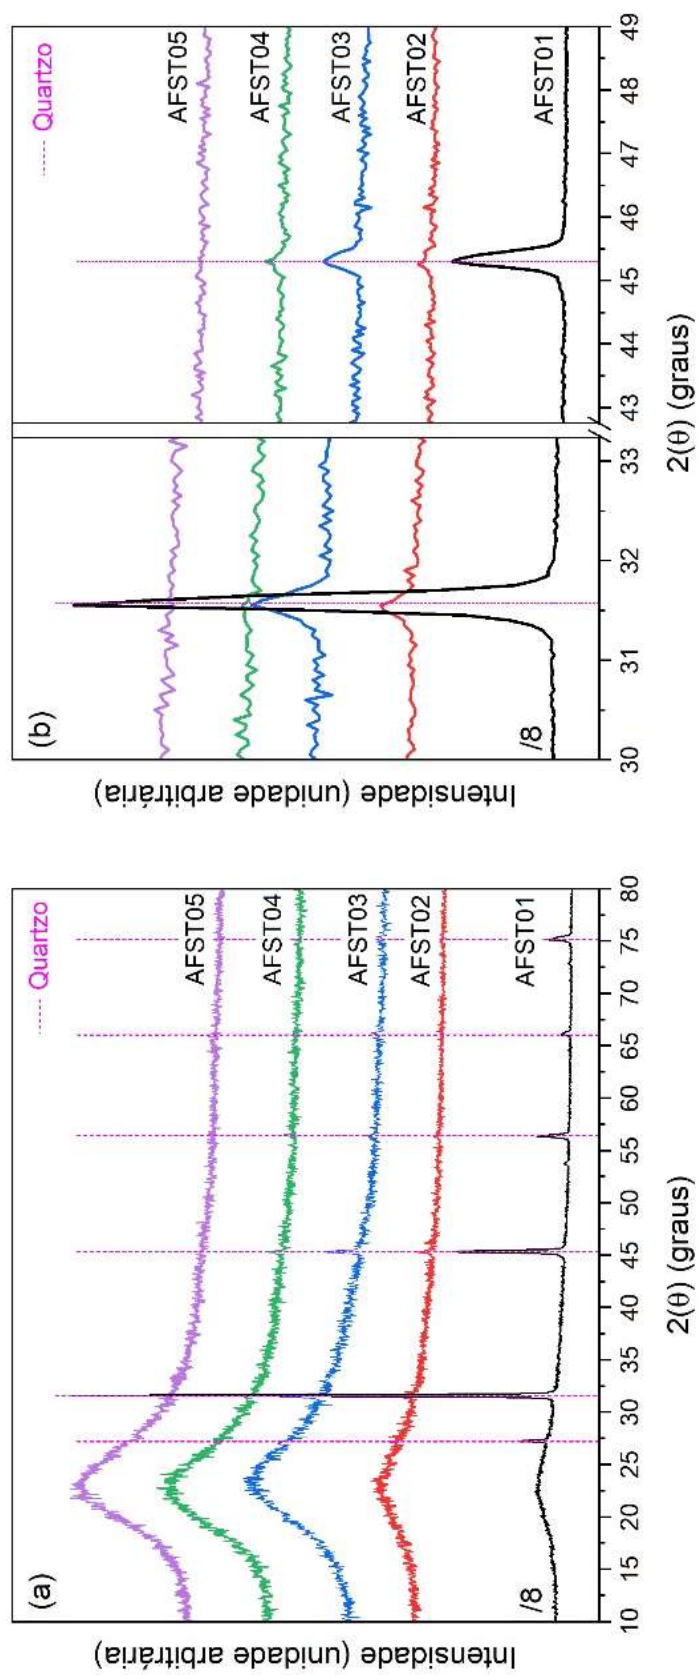 (a)
Quartzo
AFST05
AFST04
AFST03
AFST02
AFST01
/8
10 15 20 25 30 35 40 45 50 55 60 65 70 75 80
2(θ) (graus)
Intensidade (unidade arbitrária)
(b)
Quartzo
AFST05
AFST04
AFST03
AFST02
AFST01
/8
30 31 32 33 43 44 45 46 47 48 49
2(θ) (graus)
Intensidade (unidade arbitrária)